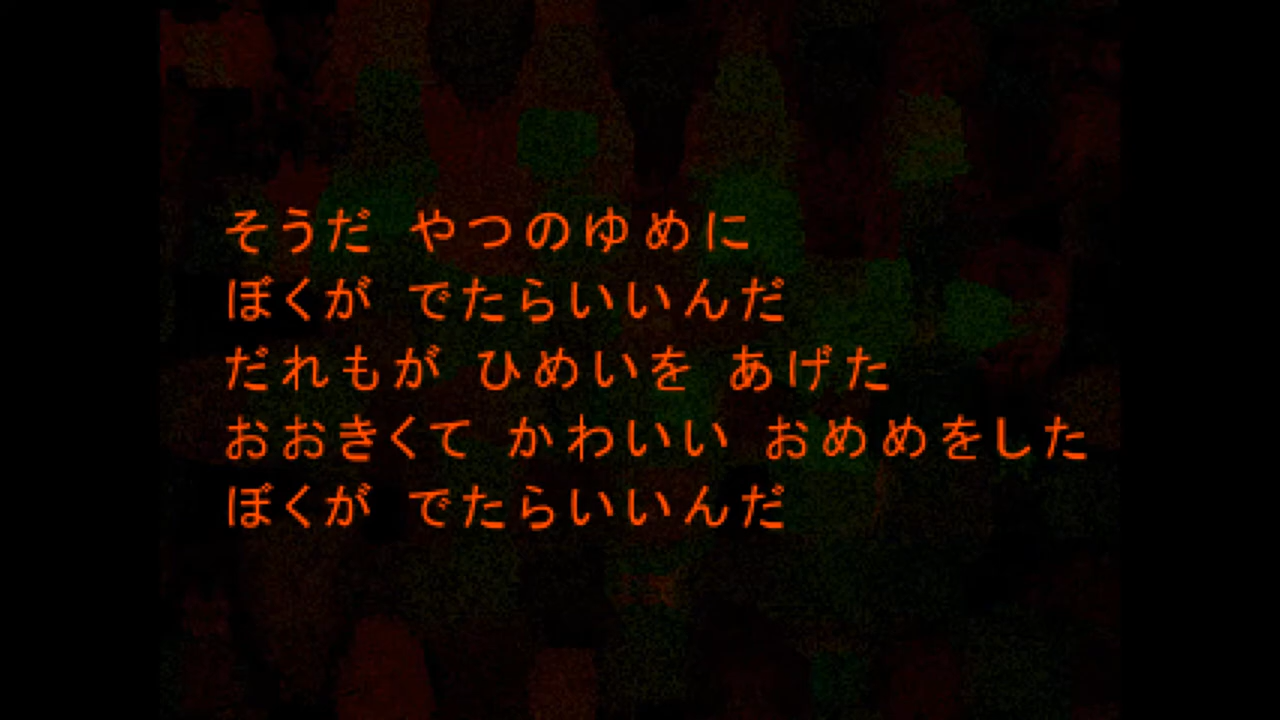 そうだ やつのゆめに
ぼくが でたらいいんだ
だれもが ひめいを あげた
おおきくて かわいい おめめをした
ぼくが でたらいいんだ